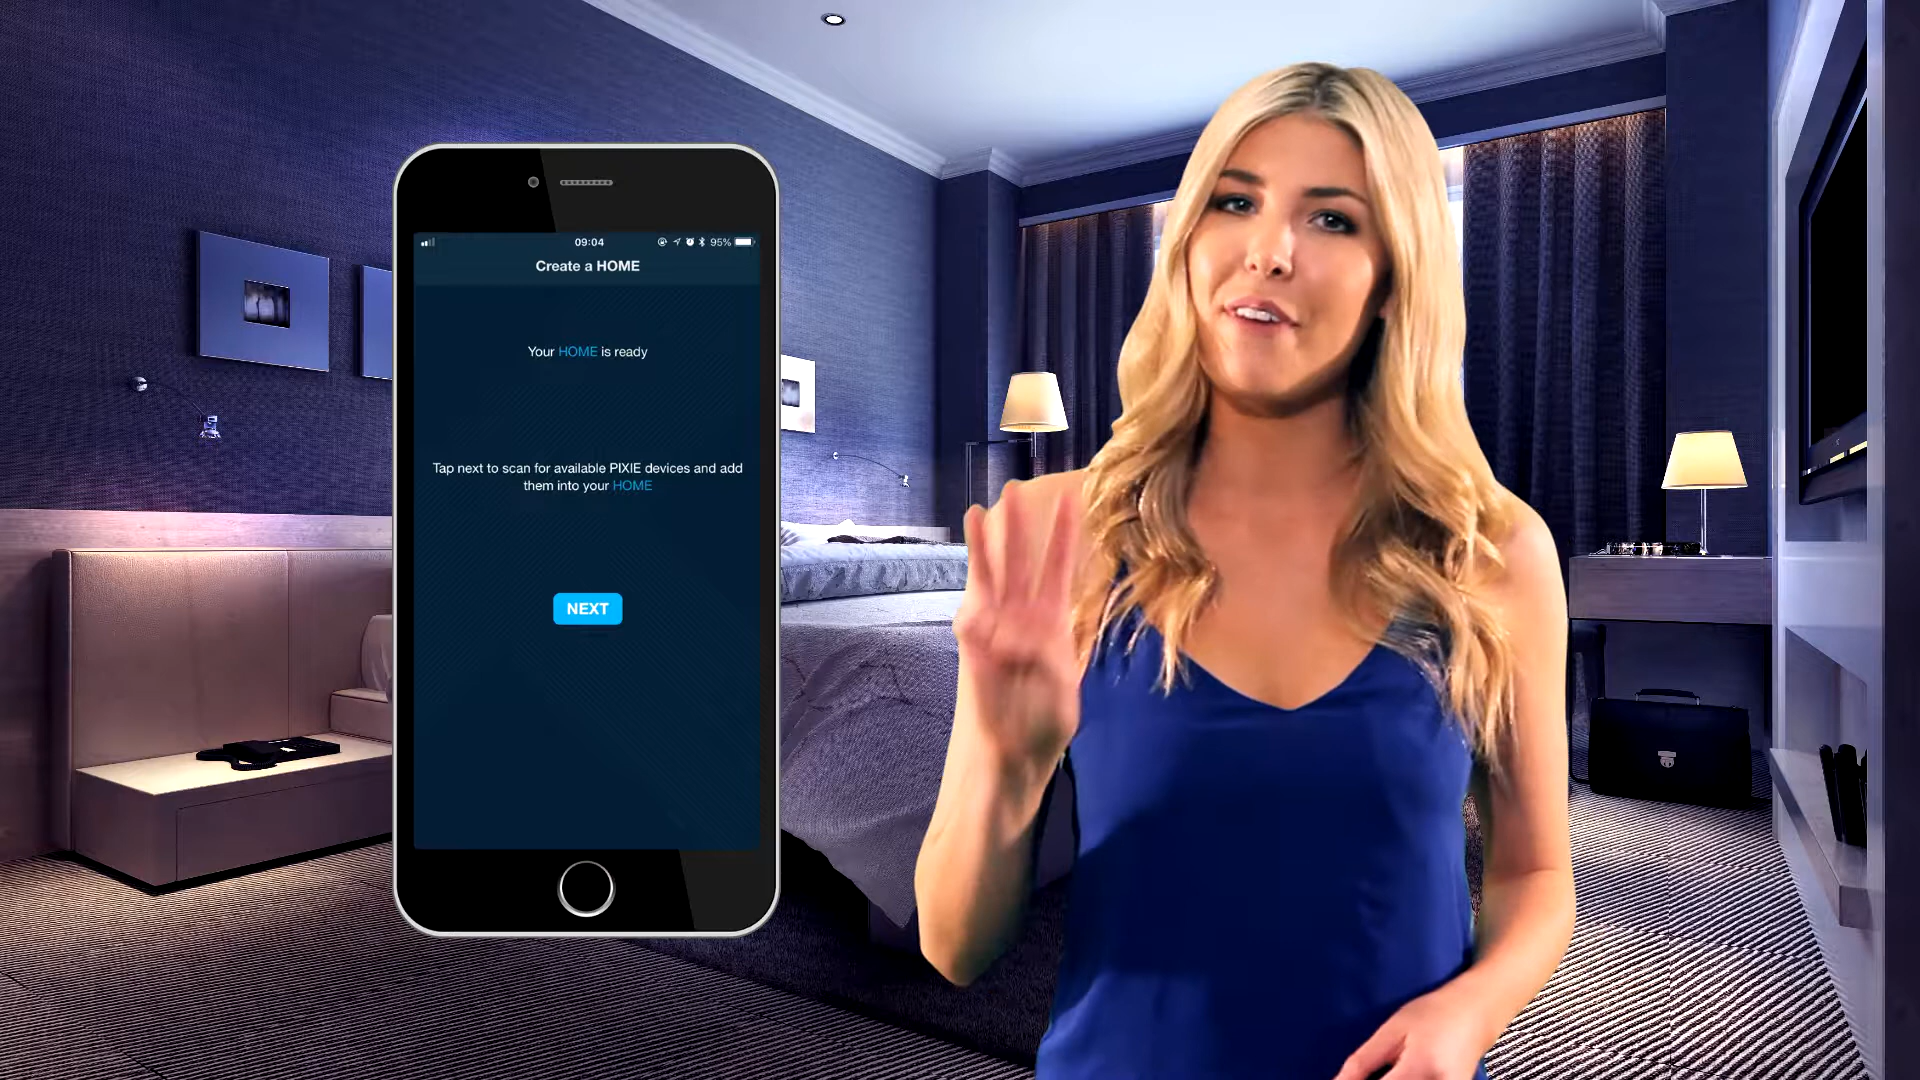 09:04
95%
Create a HOME
Your HOME is ready
Tap next to scan for available PIXIE devices and add
them into your HOME
NEXT